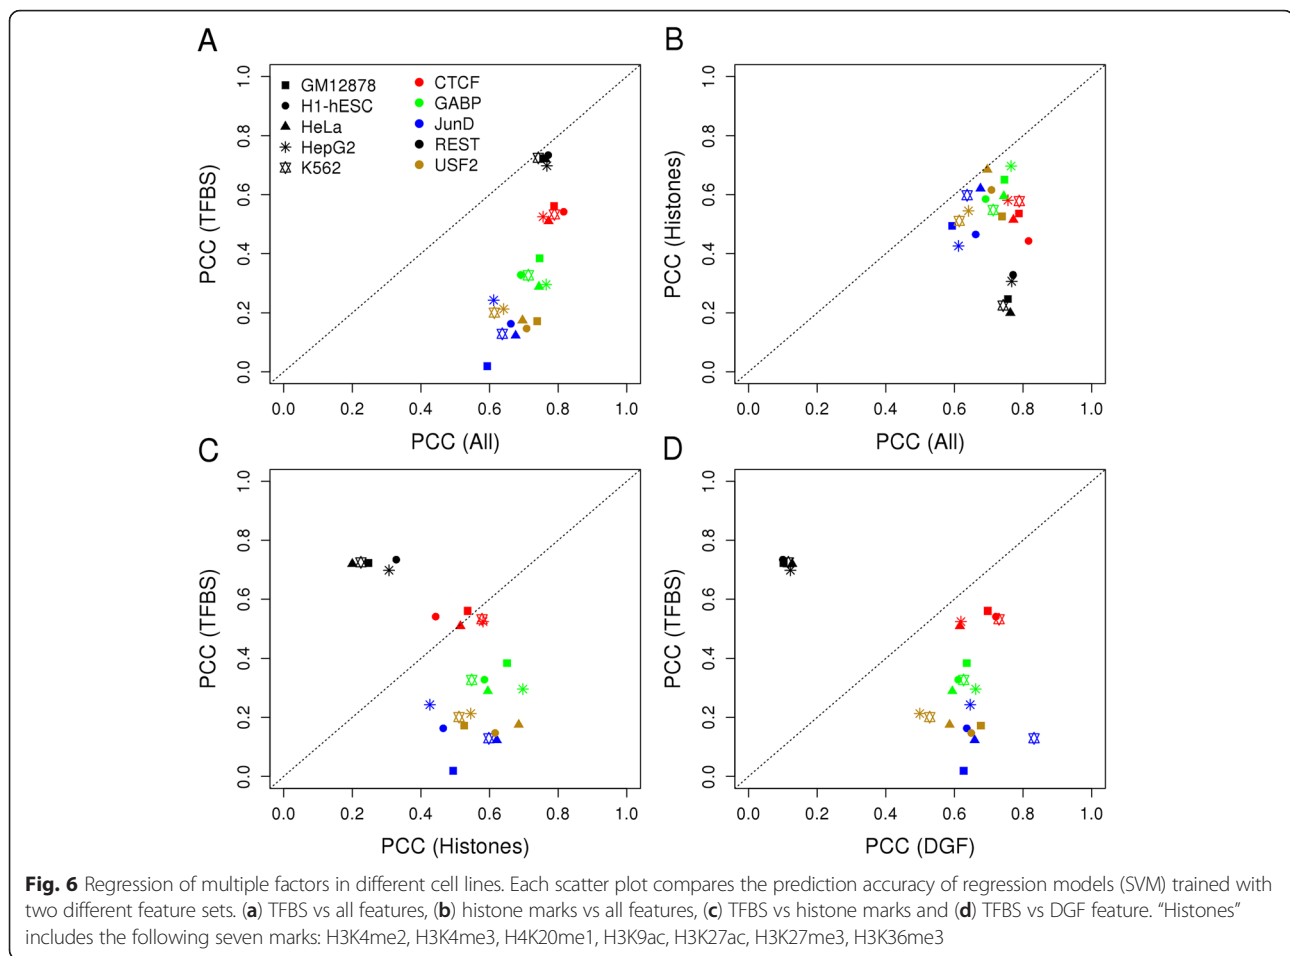 A
GM12878
H1-hESC
HeLa
HepG2
K562
CTCF
GABP
JunD
REST
USF2
PCC (TFBS)
0.0 0.2 0.4 0.6 0.8 1.0
0.0 0.2 0.4 0.6 0.8 1.0
PCC (All)
B
PCC (Histones)
0.0 0.2 0.4 0.6 0.8 1.0
0.0 0.2 0.4 0.6 0.8 1.0
PCC (All)
C
PCC (TFBS)
0.0 0.2 0.4 0.6 0.8 1.0
0.0 0.2 0.4 0.6 0.8 1.0
PCC (Histones)
D
PCC (TFBS)
0.0 0.2 0.4 0.6 0.8 1.0
0.0 0.2 0.4 0.6 0.8 1.0
PCC (DGF)
Fig. 6 Regression of multiple factors in different cell lines. Each scatter plot compares the prediction accuracy of regression models (SVM) trained with
two different feature sets. (a) TFBS vs all features, (b) histone marks vs all features, (c) TFBS vs histone marks and (d) TFBS vs DGF feature. “Histones”
includes the following seven marks: H3K4me2, H3K4me3, H4K20me1, H3K9ac, H3K27ac, H3K27me3, H3K36me3